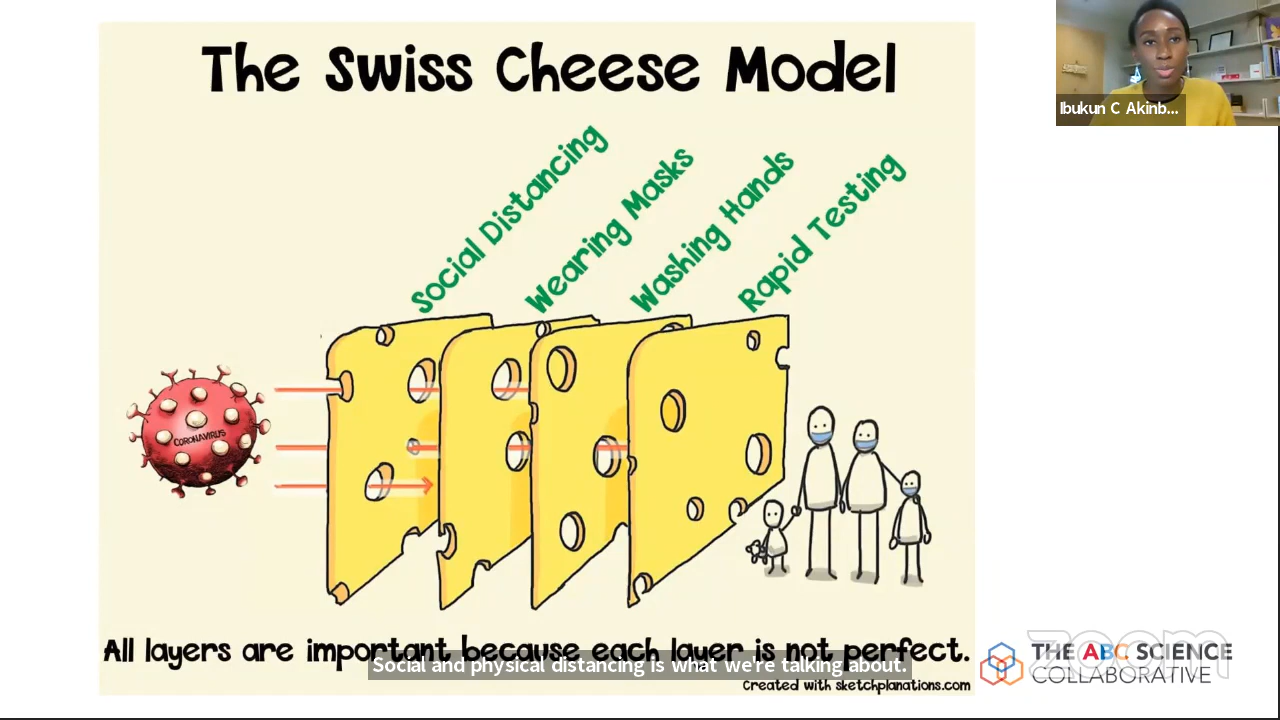 The Swiss Cheese Model
Ibukun C Akinb...
Social Distancing
Wearing Masks
Washing Hands
Rapid Testing
CORONAVIRUS
All layers are important because each layer is not perfect.
Social and physical distancing is what we're talking about.
Created with sketchplanations.com
zoom
THE ABC SCIENCE
COLLABORATIVE